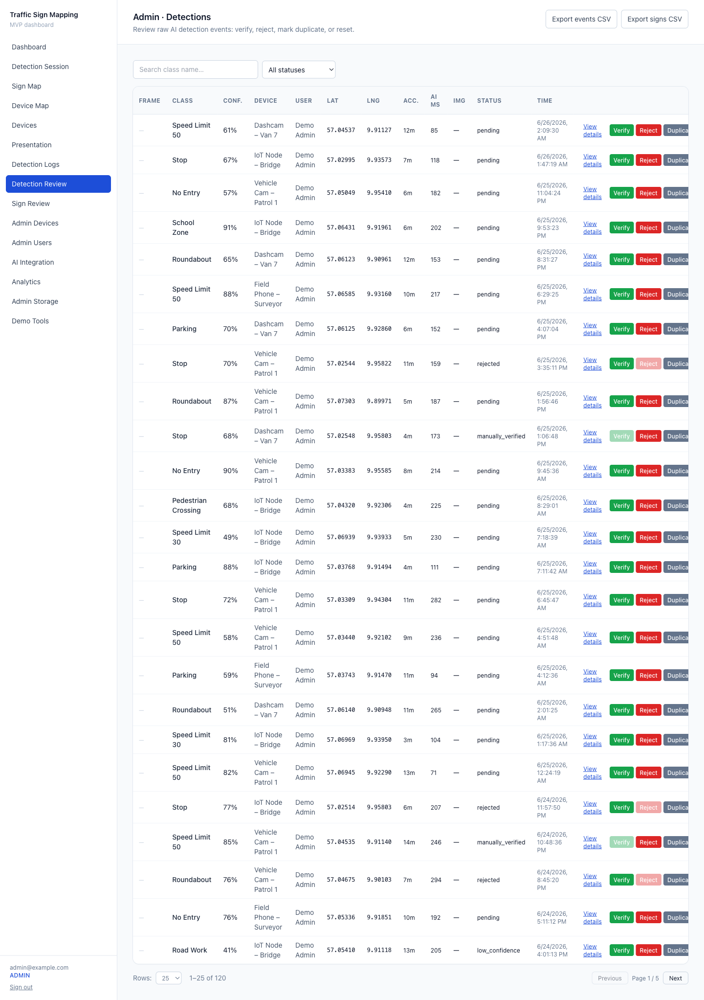 Traffic Sign Mapping
MVP dashboard
Dashboard
Detection Session
Sign Map
Device Map
Devices
Presentation
Detection Logs
Detection Review
Sign Review
Admin Devices
Admin Users
AI Integration
Analytics
Admin Storage
Demo Tools
admin@example.com
ADMIN
Sign out
Admin · Detections
Review raw AI detection events: verify, reject, mark duplicate, or reset.
Export events CSV
Export signs CSV
Search class name...
All statuses
FRAME CLASS CONF. DEVICE USER LAT LNG ACC. AI MS IMG STATUS TIME
— Speed Limit 50 61% Dashcam – Van 7 Demo Admin 57.04537 9.91127 12m 85 — pending 6/26/2026, 2:09:30 AM View details Verify Reject Duplica
— Stop 67% IoT Node – Bridge Demo Admin 57.02995 9.93573 7m 118 — pending 6/26/2026, 1:47:19 AM View details Verify Reject Duplica
— No Entry 57% Vehicle Cam – Patrol 1 Demo Admin 57.05049 9.95410 6m 182 — pending 6/25/2026, 11:04:24 PM View details Verify Reject Duplica
— School Zone 91% IoT Node – Bridge Demo Admin 57.06431 9.91961 6m 202 — pending 6/25/2026, 9:53:23 PM View details Verify Reject Duplica
— Roundabout 65% Dashcam – Van 7 Demo Admin 57.06123 9.90961 12m 153 — pending 6/25/2026, 8:31:27 PM View details Verify Reject Duplica
— Speed Limit 50 88% Field Phone – Surveyor Demo Admin 57.06585 9.93160 10m 217 — pending 6/25/2026, 6:29:25 PM View details Verify Reject Duplica
— Parking 70% Dashcam – Van 7 Demo Admin 57.06125 9.92860 6m 152 — pending 6/25/2026, 4:07:04 PM View details Verify Reject Duplica
— Stop 70% Vehicle Cam – Patrol 1 Demo Admin 57.02544 9.95822 11m 159 — rejected 6/25/2026, 3:35:11 PM View details Verify Reject Duplica
— Roundabout 87% Vehicle Cam – Patrol 1 Demo Admin 57.07303 9.89971 5m 187 — pending 6/25/2026, 1:56:46 PM View details Verify Reject Duplica
— Stop 68% Dashcam – Van 7 Demo Admin 57.02548 9.95803 4m 173 — manually_verified 6/25/2026, 1:06:48 PM View details Verify Reject Duplica
— No Entry 90% Vehicle Cam – Patrol 1 Demo Admin 57.03383 9.95585 8m 214 — pending 6/25/2026, 9:45:36 AM View details Verify Reject Duplica
— Pedestrian Crossing 68% IoT Node – Bridge Demo Admin 57.04320 9.92306 4m 225 — pending 6/25/2026, 8:29:01 AM View details Verify Reject Duplica
— Speed Limit 30 49% IoT Node – Bridge Demo Admin 57.06939 9.93933 5m 230 — pending 6/25/2026, 7:18:39 AM View details Verify Reject Duplica
— Parking 88% IoT Node – Bridge Demo Admin 57.03768 9.91494 4m 111 — pending 6/25/2026, 7:11:42 AM View details Verify Reject Duplica
— Stop 72% Vehicle Cam – Patrol 1 Demo Admin 57.03309 9.94304 11m 282 — pending 6/25/2026, 6:45:47 AM View details Verify Reject Duplica
— Speed Limit 50 58% Vehicle Cam – Patrol 1 Demo Admin 57.03440 9.92102 9m 236 — pending 6/25/2026, 4:51:48 AM View details Verify Reject Duplica
— Parking 59% Field Phone – Surveyor Demo Admin 57.03743 9.91470 11m 94 — pending 6/25/2026, 4:12:36 AM View details Verify Reject Duplica
— Roundabout 51% Dashcam – Van 7 Demo Admin 57.06140 9.90948 11m 265 — pending 6/25/2026, 2:01:25 AM View details Verify Reject Duplica
— Speed Limit 30 81% IoT Node – Bridge Demo Admin 57.06969 9.93950 3m 104 — pending 6/25/2026, 1:17:36 AM View details Verify Reject Duplica
— Speed Limit 50 82% Vehicle Cam – Patrol 1 Demo Admin 57.06945 9.92290 13m 71 — pending 6/25/2026, 12:24:19 AM View details Verify Reject Duplica
— Stop 77% IoT Node – Bridge Demo Admin 57.02514 9.95803 6m 207 — rejected 6/24/2026, 11:57:50 PM View details Verify Reject Duplica
— Speed Limit 50 85% Vehicle Cam – Patrol 1 Demo Admin 57.04535 9.91140 14m 246 — manually_verified 6/24/2026, 10:48:36 PM View details Verify Reject Duplica
— Roundabout 76% Vehicle Cam – Patrol 1 Demo Admin 57.04675 9.90103 7m 294 — rejected 6/24/2026, 8:45:20 PM View details Verify Reject Duplica
— No Entry 76% Field Phone – Surveyor Demo Admin 57.05336 9.91851 10m 192 — pending 6/24/2026, 5:11:12 PM View details Verify Reject Duplica
— Road Work 41% IoT Node – Bridge Demo Admin 57.05410 9.91118 13m 205 — low_confidence 6/24/2026, 4:01:13 PM View details Verify Reject Duplica
Rows: 25 1–25 of 120
Previous Page 1 / 5 Next